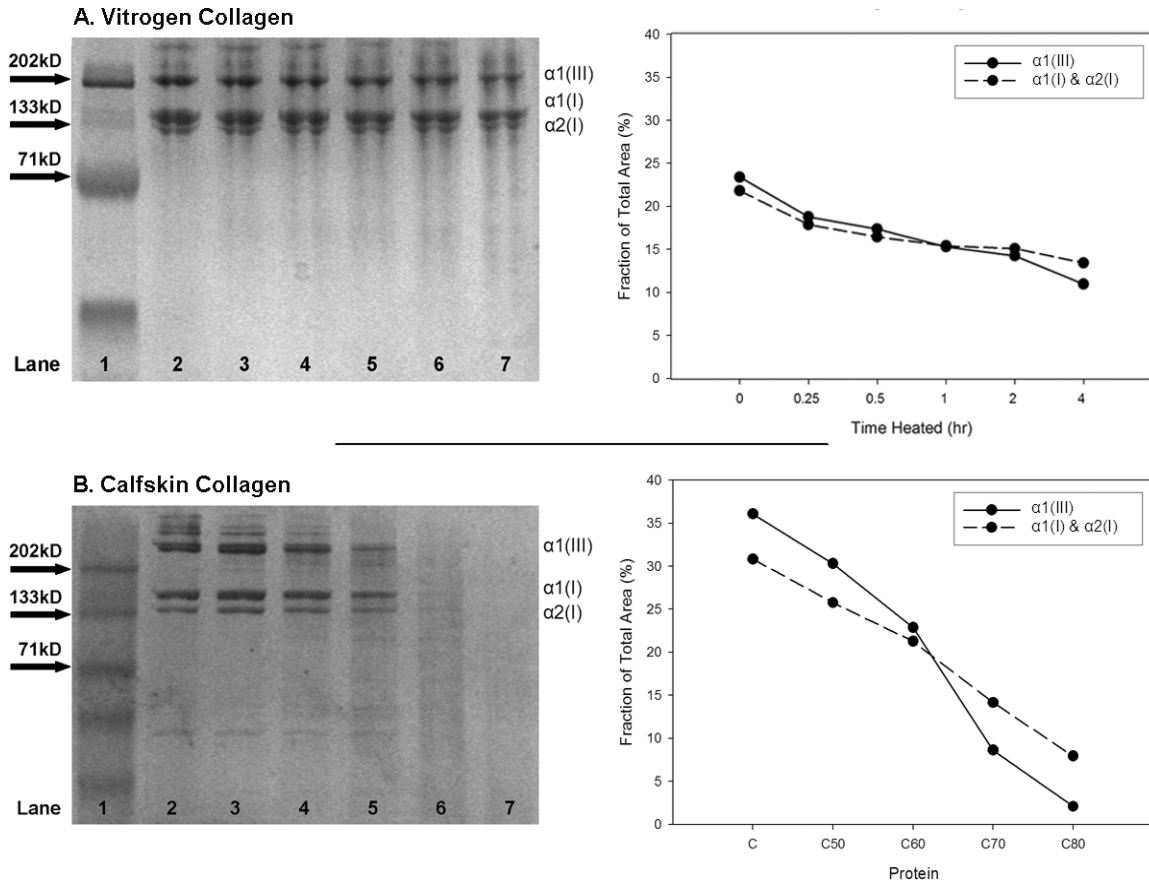 A. Vitrogen Collagen
202kD
133kD
71kD
α1(III)
α1(I)
α2(I)
Lane 1 2 3 4 5 6 7
40
35
30
25
20
15
10
5
0
Fraction of Total Area (%)
α1(III)
α1(I) & α2(I)
0 0.25 0.5 1 2 4
Time Heated (hr)
B. Calfskin Collagen
202kD
133kD
71kD
α1(III)
α1(I)
α2(I)
Lane 1 2 3 4 5 6 7
40
35
30
25
20
15
10
5
0
Fraction of Total Area (%)
α1(III)
α1(I) & α2(I)
C C50 C60 C70 C80
Protein